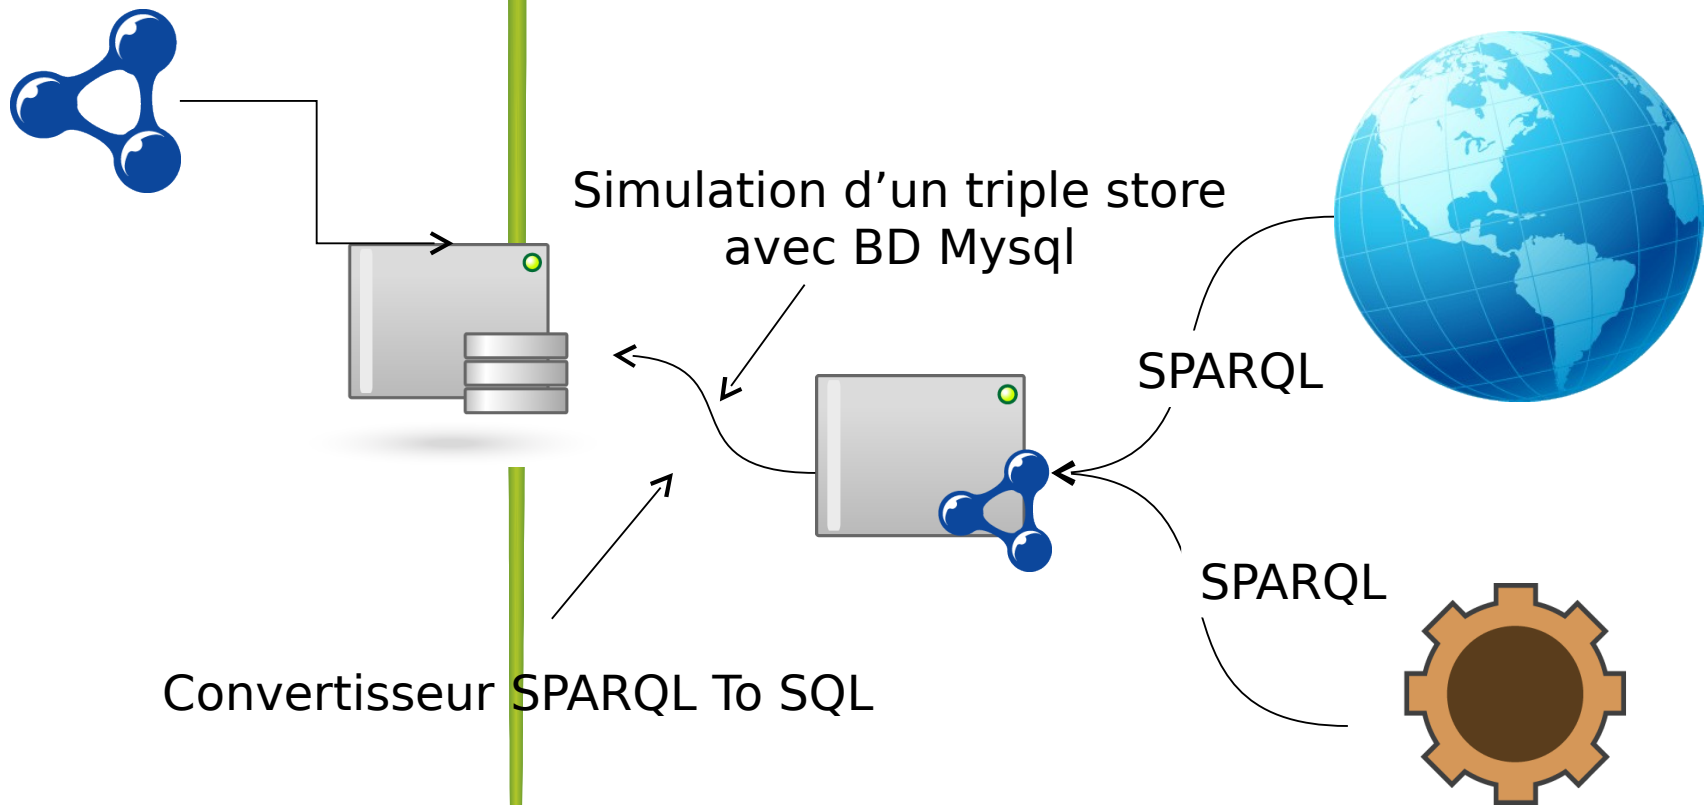 Simulation d’un triple store
avec BD Mysql
SPARQL
SPARQL
Convertisseur SPARQL To SQL